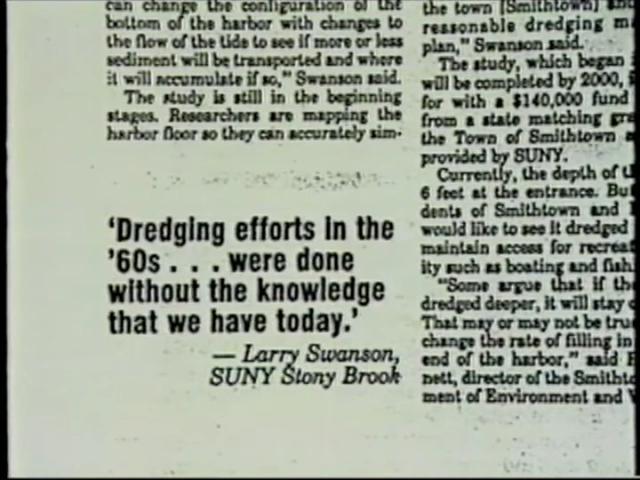 can change the configuration of the
bottom of the harbor with changes to
the flow of the tide to see if more or less
sediment will be transported and where
it will accumulate if so," Swanson said.
The study is still in the beginning
stages. Researchers are mapping the
harbor floor so they can accurately sim-
'Dredging efforts in the
'60s . . . were done
without the knowledge
that we have today.'
— Larry Swanson,
SUNY Stony Brook
the town [Smithtown] and
reasonable dredging m
plan," Swanson said.
The study, which began
will be completed by 2000, i
for with a $140,000 fund
from a state matching gra
the Town of Smithtown a
provided by SUNY.
Currently, the depth of t
6 feet at the entrance. Bu
dents of Smithtown and
would like to see it dredged
maintain access for recreat
ity such as boating and fish
"Some argue that if the
dredged deeper, it will stay
That may or may not be true
change the rate of filling in
end of the harbor," said
nett, director of the Smithto
ment of Environment and